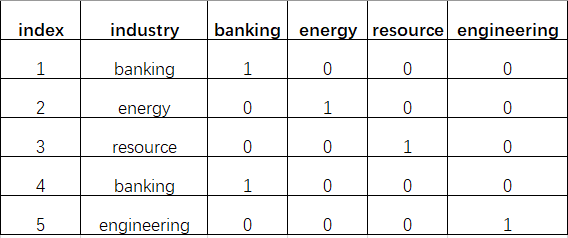 index industry banking energy resource engineering
1 banking 1 0 0 0
2 energy 0 1 0 0
3 resource 0 0 1 0
4 banking 1 0 0 0
5 engineering 0 0 0 1